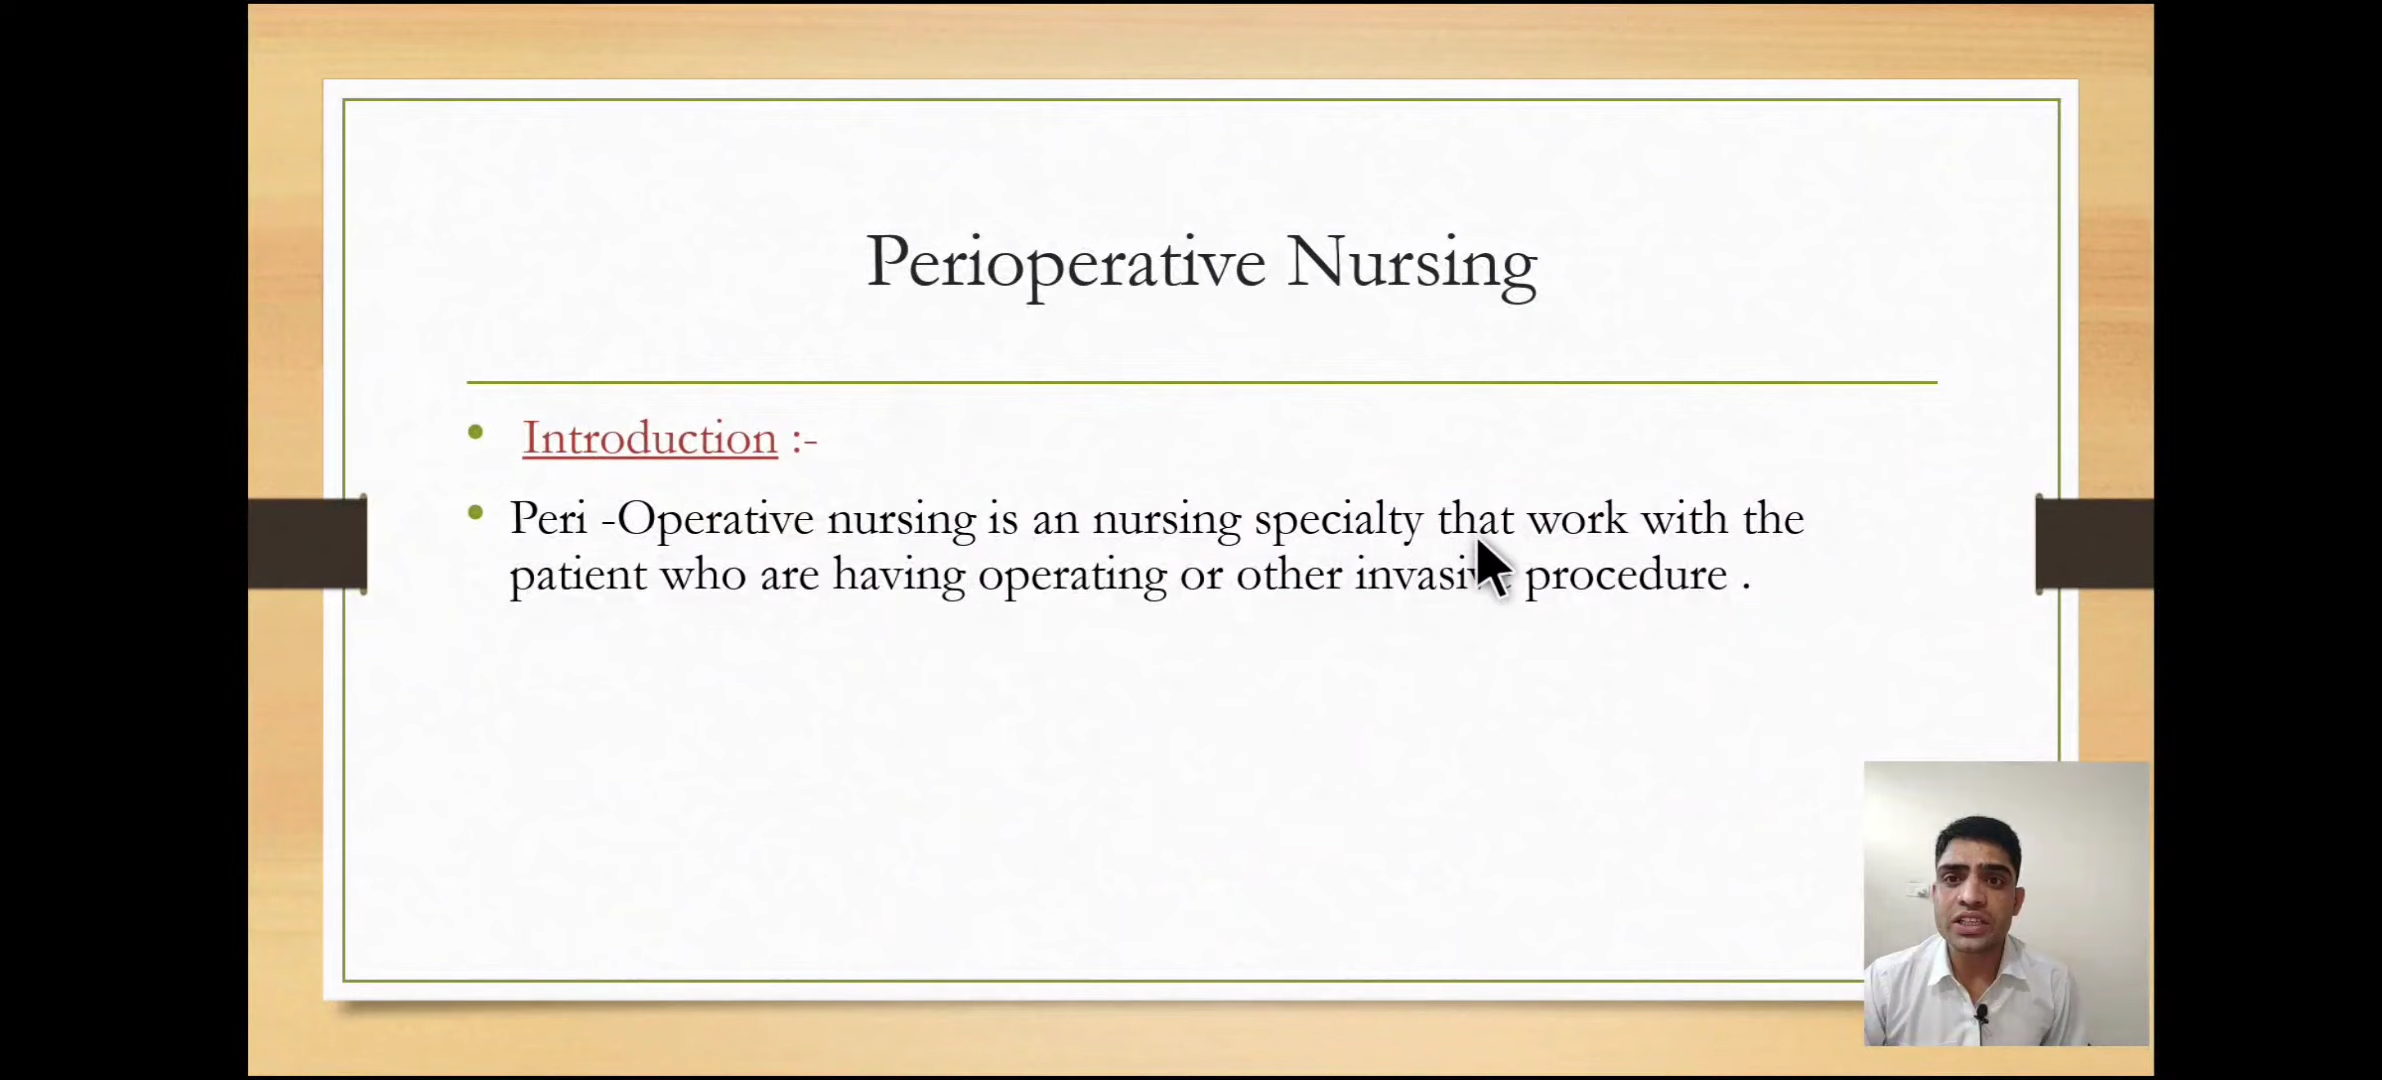 Perioperative Nursing
• Introduction :-
• Peri -Operative nursing is an nursing specialty that work with the
patient who are having operating or other invasive procedure .